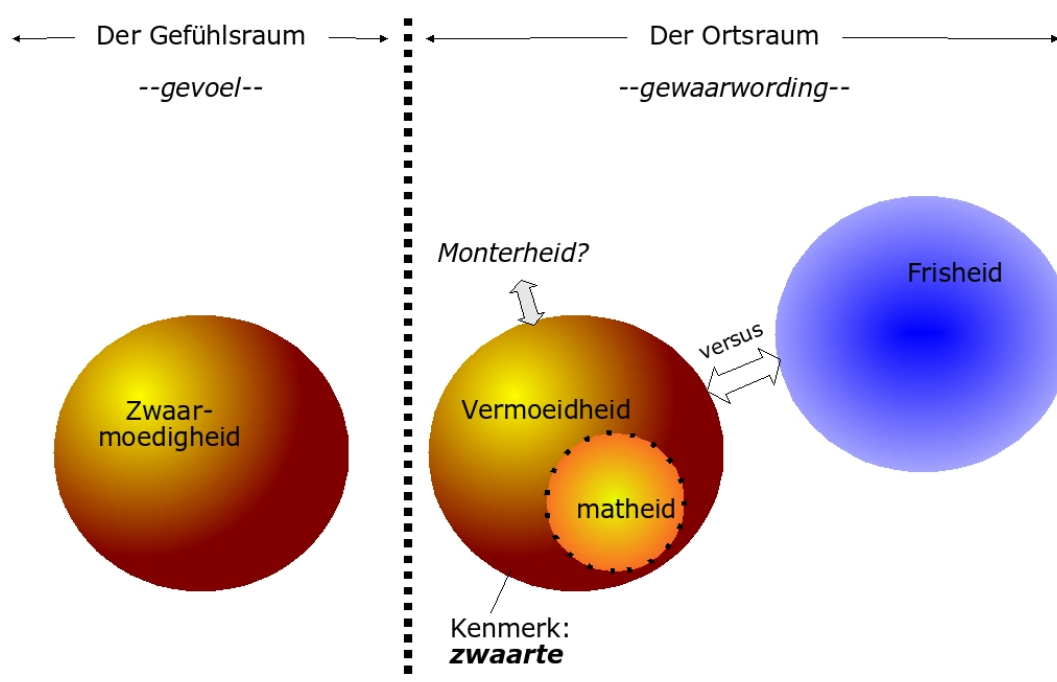 Der Gefühlsraum
--gevoel--
Der Ortsraum
--gewaarwording--
Monterheid?
Frisheid
versus
Zwaar-
moedigheid
Vermoeidheid
matheid
Kenmerk:
zwaarte